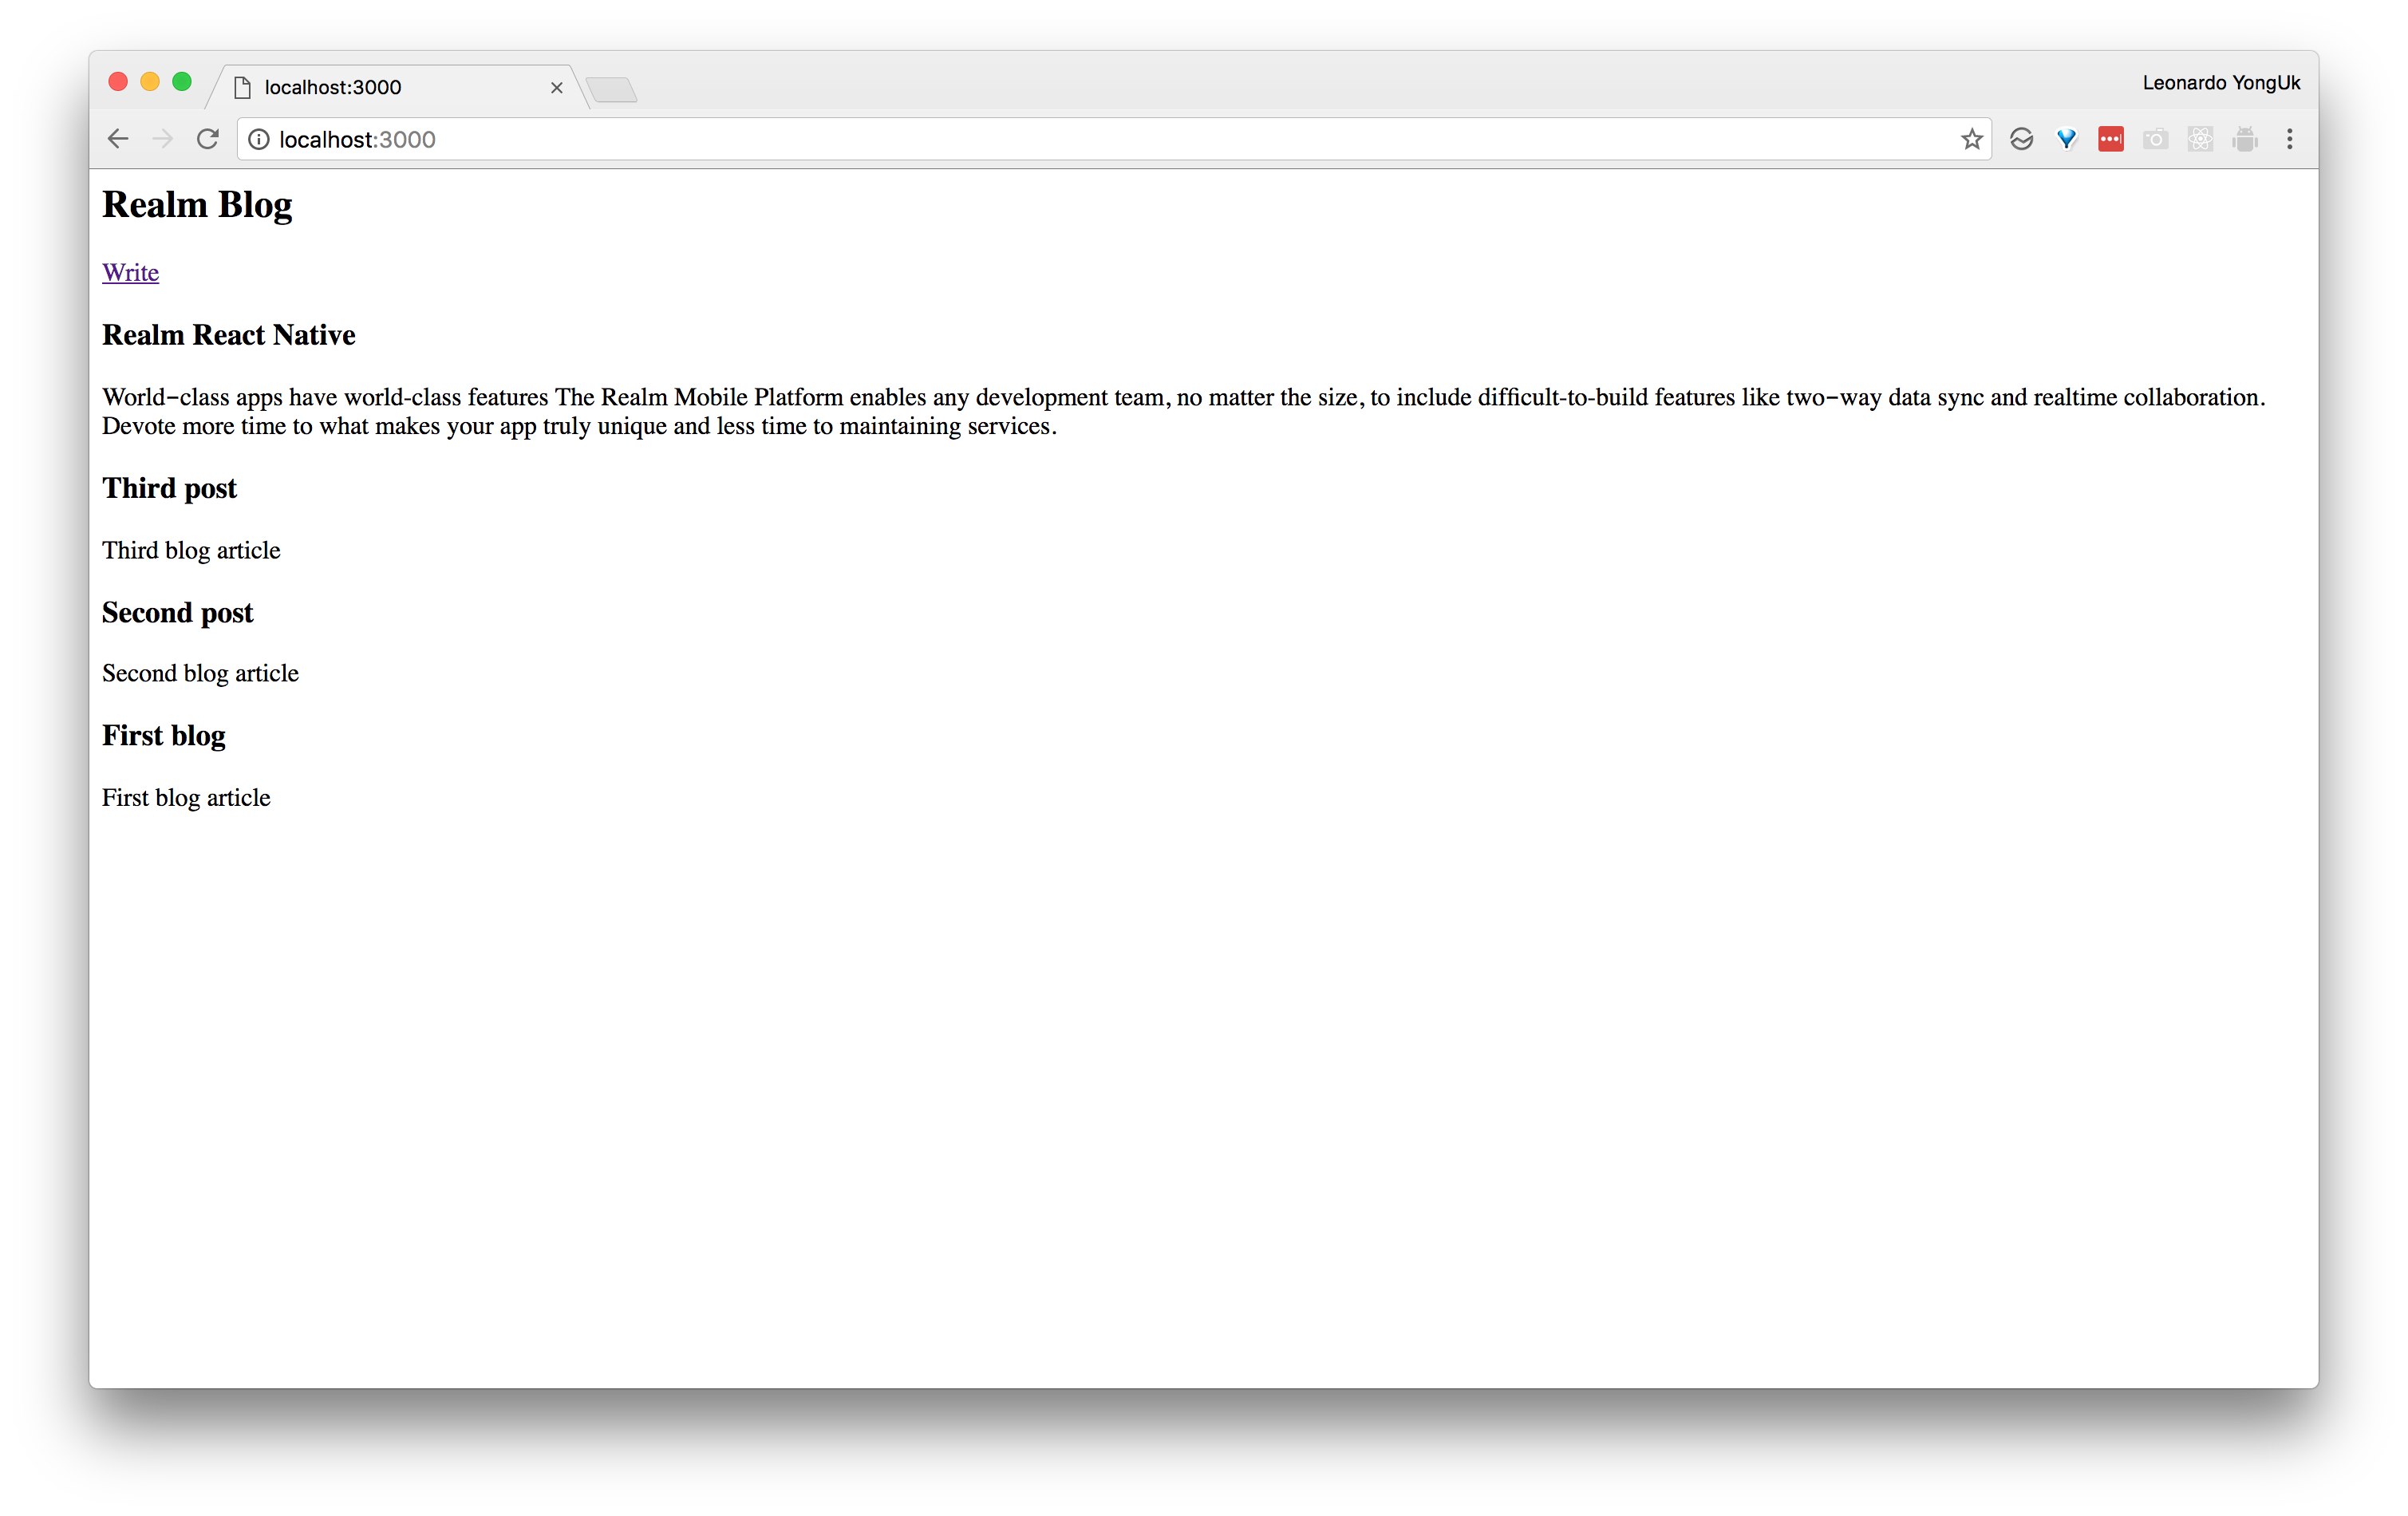 localhost:3000
Leonardo YongUk
localhost:3000
Realm Blog
Write
Realm React Native
World-class apps have world-class features The Realm Mobile Platform enables any development team, no matter the size, to include difficult-to-build features like two-way data sync and realtime collaboration.
Devote more time to what makes your app truly unique and less time to maintaining services.
Third post
Third blog article
Second post
Second blog article
First blog
First blog article